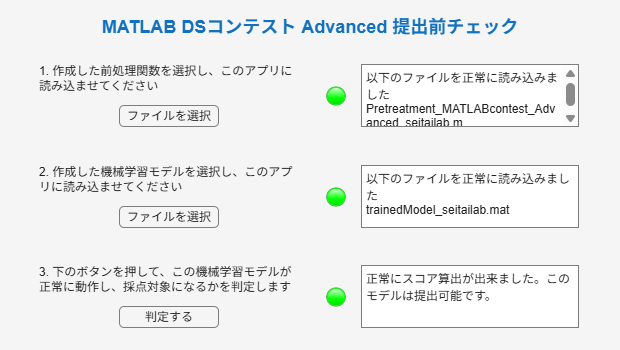 MATLAB DSコンテスト Advanced 提出前チェック
1. 作成した前処理関数を選択し、このアプリに
読み込ませてください
ファイルを選択
以下のファイルを正常に読み込みま
した
Pretreatment_MATLABcontest_Adv
anced_seitailab.m
2. 作成した機械学習モデルを選択し、このアプ
リに読み込ませてください
ファイルを選択
以下のファイルを正常に読み込みまし
た
trainedModel_seitailab.mat
3. 下のボタンを押して、この機械学習モデルが
正常に動作し、採点対象になるかを判定します
判定する
正常にスコア算出が出来ました。この
モデルは提出可能です。